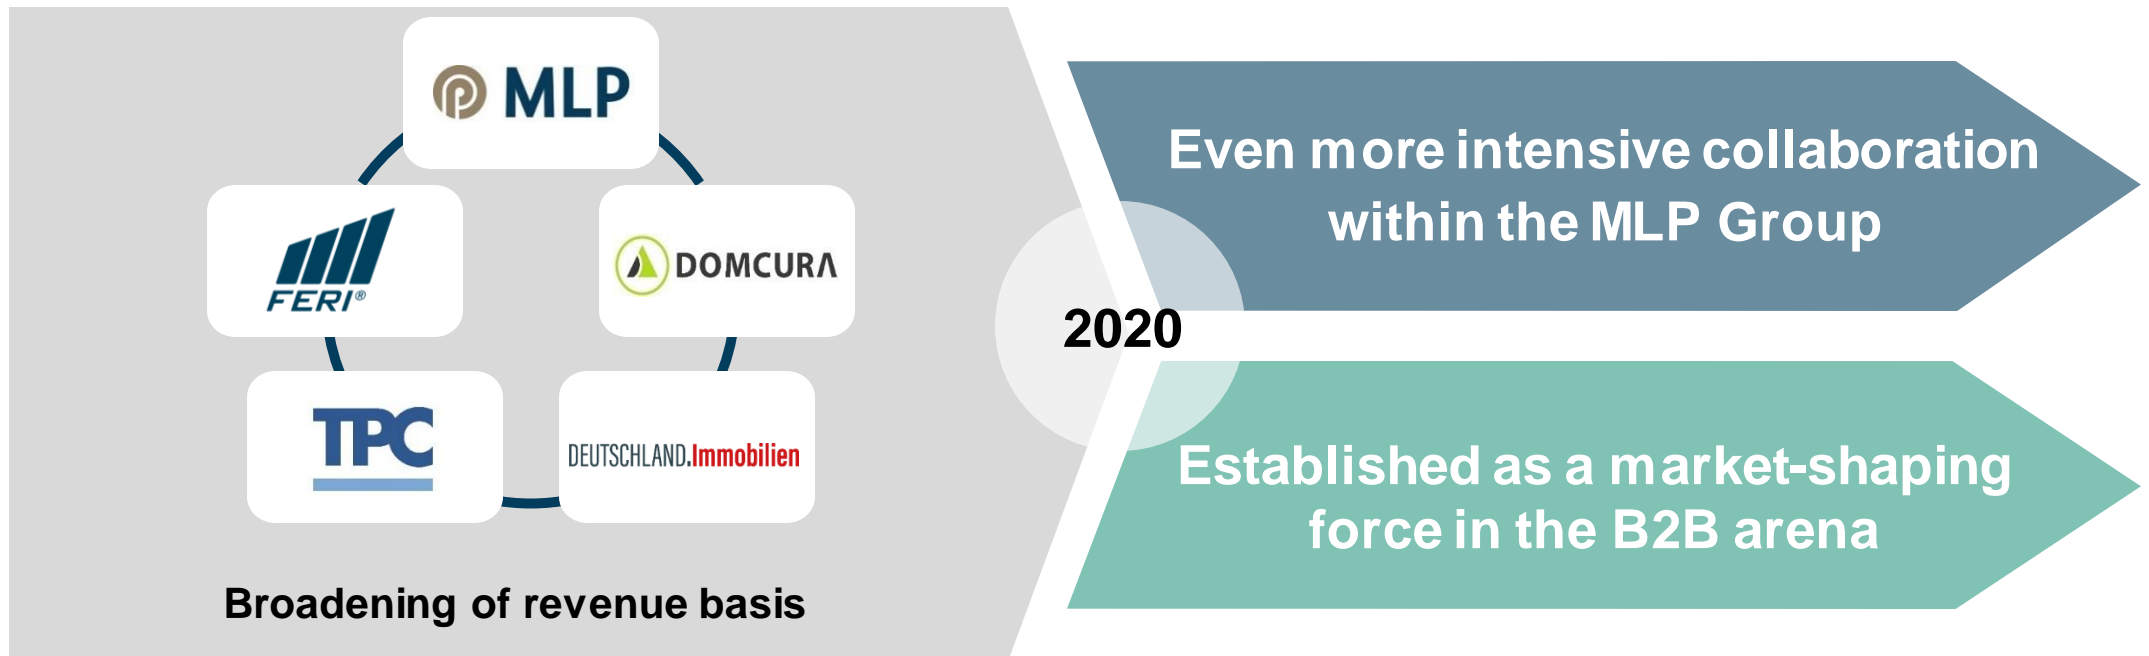 MLP
FERI®
DOMCURA
TPC
DEUTSCHLAND.Immobilien
Broadening of revenue basis
2020
Even more intensive collaboration
within the MLP Group
Established as a market-shaping
force in the B2B arena